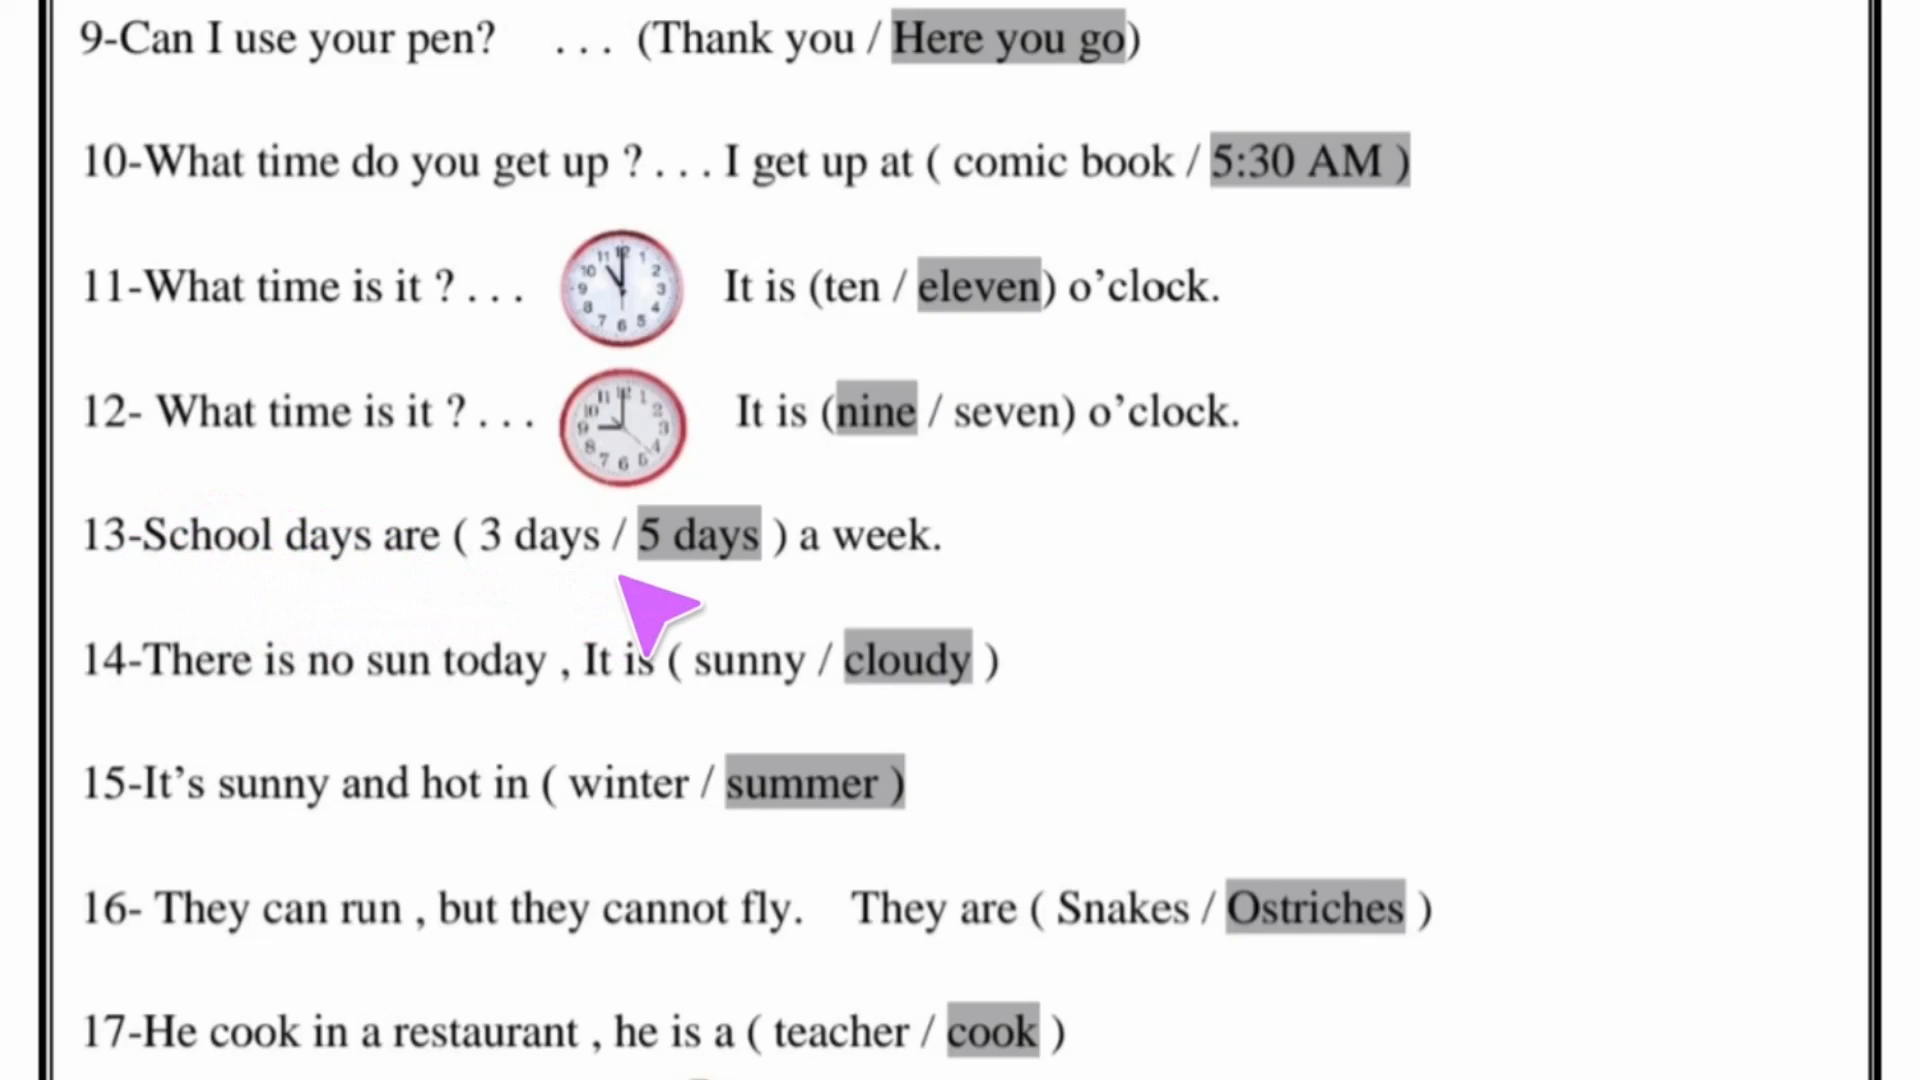 9-Can I use your pen? ... (Thank you / Here you go)
10-What time do you get up ? . . . I get up at ( comic book / 5:30 AM )
11-What time is it ? . . . It is (ten / eleven) o’clock.
12- What time is it ? . . . It is (nine / seven) o’clock.
13-School days are ( 3 days / 5 days ) a week.
14-There is no sun today , It is ( sunny / cloudy )
15-It’s sunny and hot in ( winter / summer )
16- They can run , but they cannot fly. They are ( Snakes / Ostriches )
17-He cook in a restaurant , he is a ( teacher / cook )